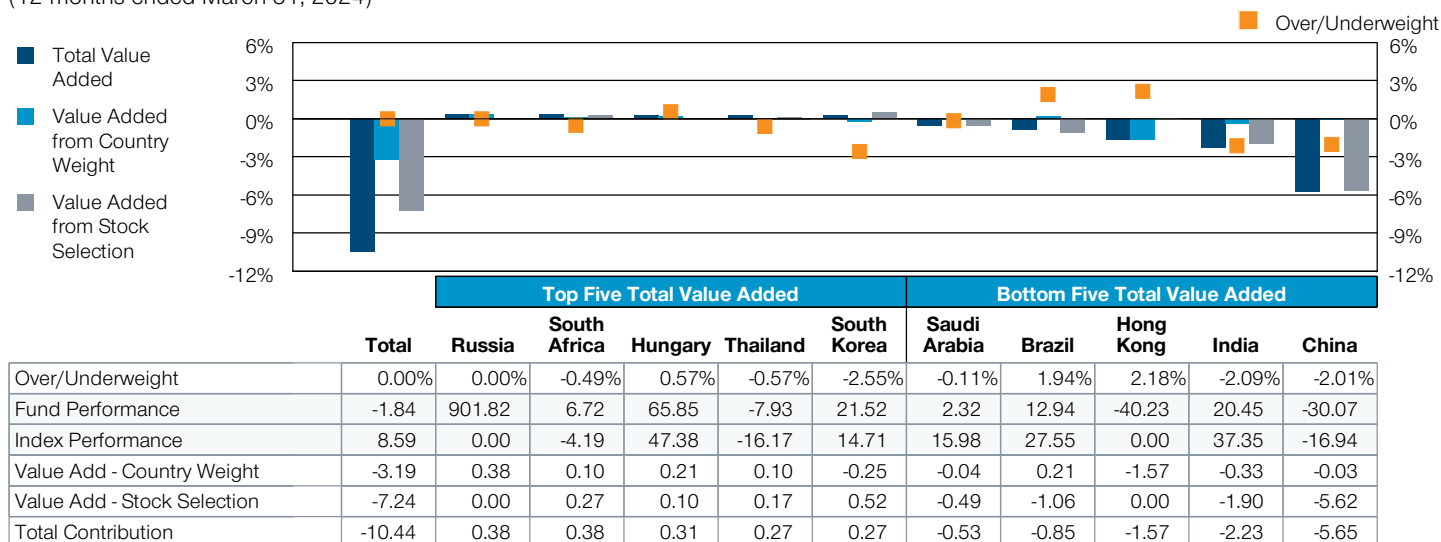 (12 months ended March 31, 2024)
Over/Underweight
Total Value
Added
Value Added
from Country
Weight
Value Added
from Stock
Selection
6%
3%
0%
-3%
-6%
-9%
-12%
6%
3%
0%
-3%
-6%
-9%
-12%
Top Five Total Value Added Bottom Five Total Value Added
Total Russia South Africa Hungary Thailand South Korea Saudi Arabia Brazil Hong Kong India China
Over/Underweight 0.00% 0.00% -0.49% 0.57% -0.57% -2.55% -0.11% 1.94% 2.18% -2.09% -2.01%
Fund Performance -1.84 901.82 6.72 65.85 -7.93 21.52 2.32 12.94 -40.23 20.45 -30.07
Index Performance 8.59 0.00 -4.19 47.38 -16.17 14.71 15.98 27.55 0.00 37.35 -16.94
Value Add - Country Weight -3.19 0.38 0.10 0.21 0.10 -0.25 -0.04 0.21 -1.57 -0.33 -0.03
Value Add - Stock Selection -7.24 0.00 0.27 0.10 0.17 0.52 -0.49 -1.06 0.00 -1.90 -5.62
Total Contribution -10.44 0.38 0.38 0.31 0.27 0.27 -0.53 -0.85 -1.57 -2.23 -5.65